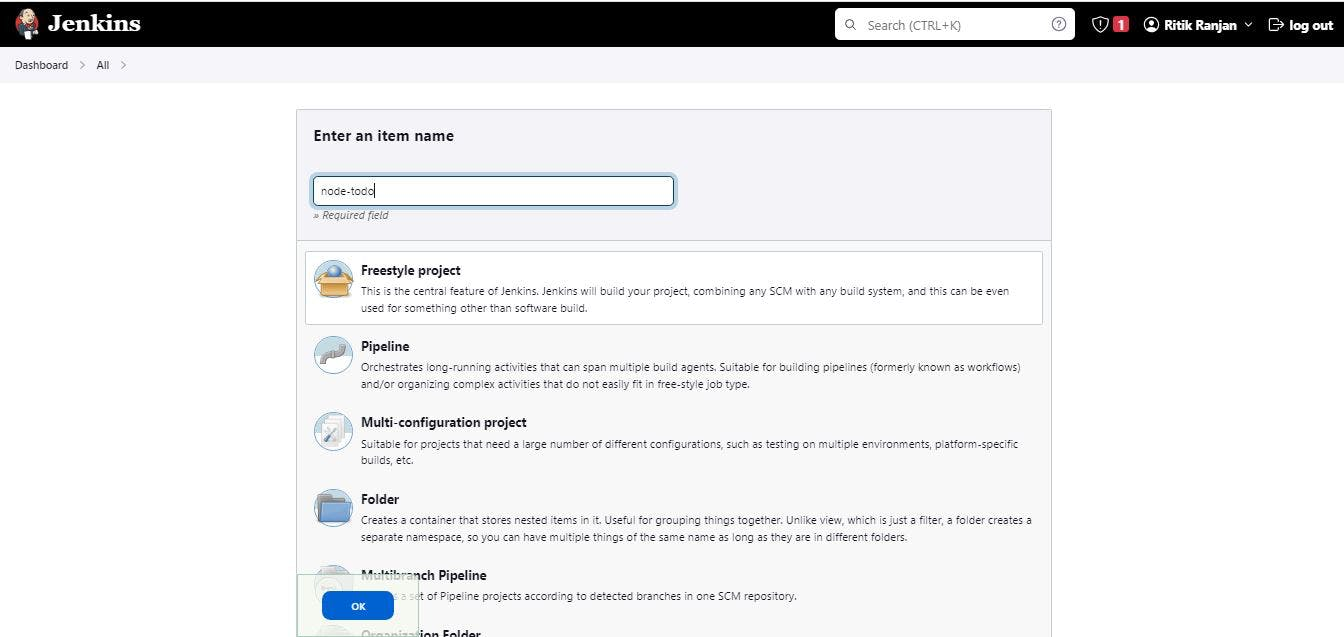 Jenkins
Search (CTRL+K)
1
Ritik Ranjan
log out
Dashboard
All
Enter an item name
node-todo
» Required field
Freestyle project
This is the central feature of Jenkins. Jenkins will build your project, combining any SCM with any build system, and this can be even
used for something other than software build.
Pipeline
Orchestrates long-running activities that can span multiple build agents. Suitable for building pipelines (formerly known as workflows)
and/or organizing complex activities that do not easily fit in free-style job type.
Multi-configuration project
Suitable for projects that need a large number of different configurations, such as testing on multiple environments, platform-specific
builds, etc.
Folder
Creates a container that stores nested items in it. Useful for grouping things together. Unlike view, which is just a filter, a folder creates a
separate namespace, so you can have multiple things of the same name as long as they are in different folders.
Multibranch Pipeline
a set of Pipeline projects according to detected branches in one SCM repository.
OK
Organization Folder